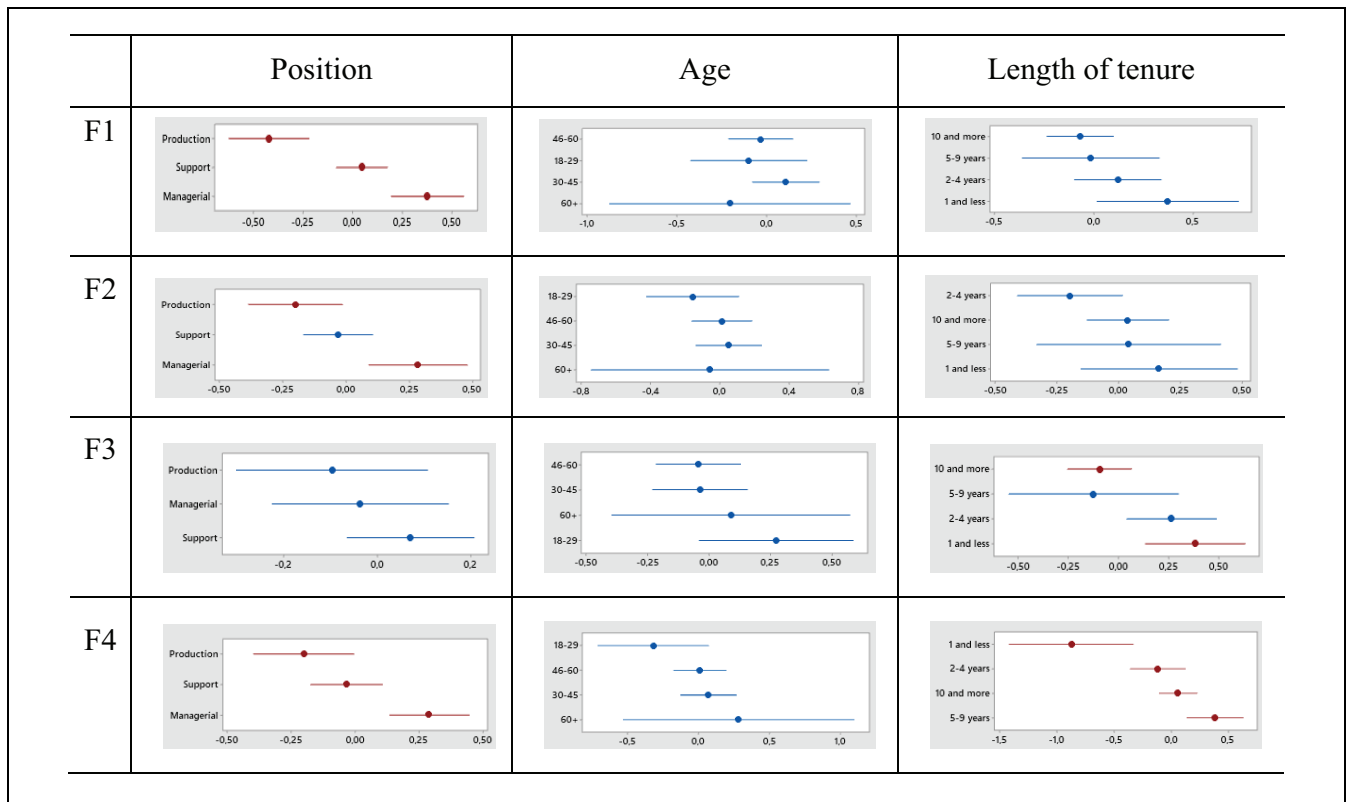 Position Age Length of tenure
F1
Production
Support
Managerial
-0,50 -0,25 0,00 0,25 0,50
46-60
18-29
30-45
60+
-1,0 -0,5 0,0 0,5
10 and more
5-9 years
2-4 years
1 and less
-0,5 0,0 0,5
F2
Production
Support
Managerial
-0,50 -0,25 0,00 0,25 0,50
18-29
46-60
30-45
60+
-0,8 -0,4 0,0 0,4 0,8
2-4 years
10 and more
5-9 years
1 and less
-0,50 -0,25 0,00 0,25 0,50
F3
Production
Managerial
Support
-0,2 0,0 0,2
46-60
30-45
60+
18-29
-0,50 -0,25 0,00 0,25 0,50
10 and more
5-9 years
2-4 years
1 and less
-0,50 -0,25 0,00 0,25 0,50
F4
Production
Support
Managerial
-0,50 -0,25 0,00 0,25 0,50
18-29
46-60
30-45
60+
-0,5 0,0 0,5 1,0
1 and less
2-4 years
10 and more
5-9 years
-1,5 -1,0 -0,5 0,0 0,5